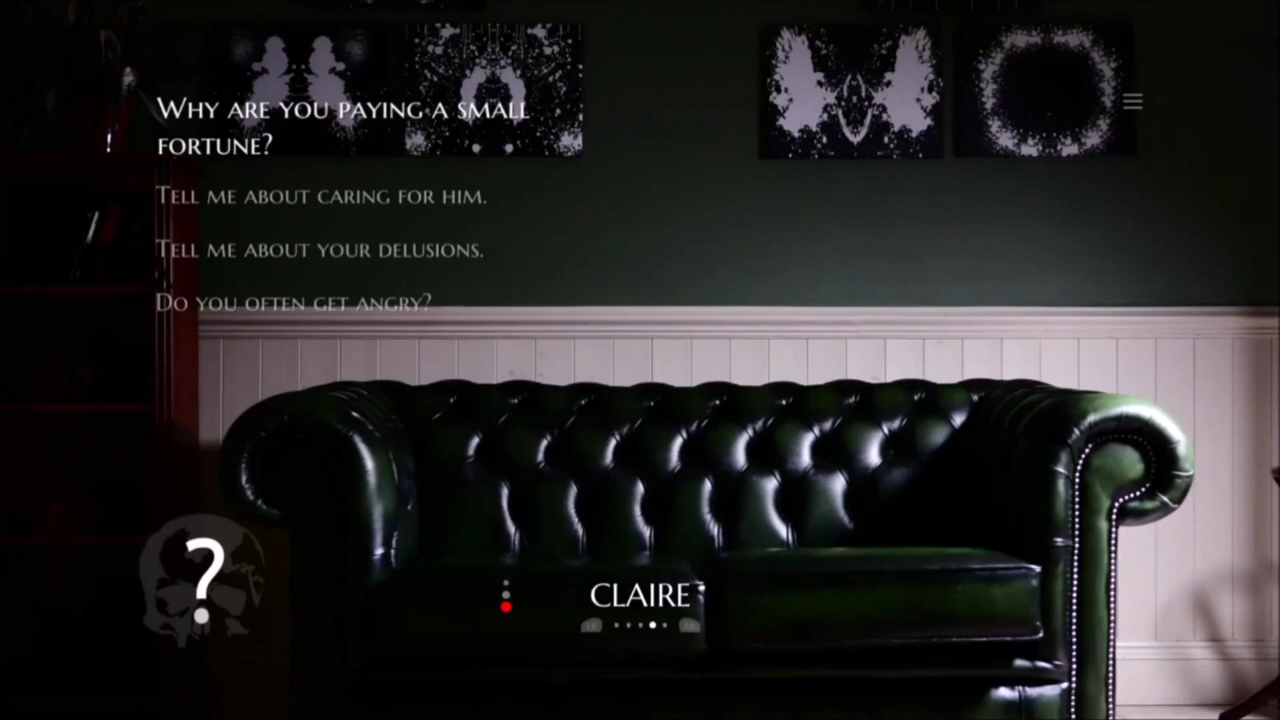 Why are you paying a small
fortune?
Tell me about caring for him.
Tell me about your delusions.
Do you often get angry?
?
CLAIRE